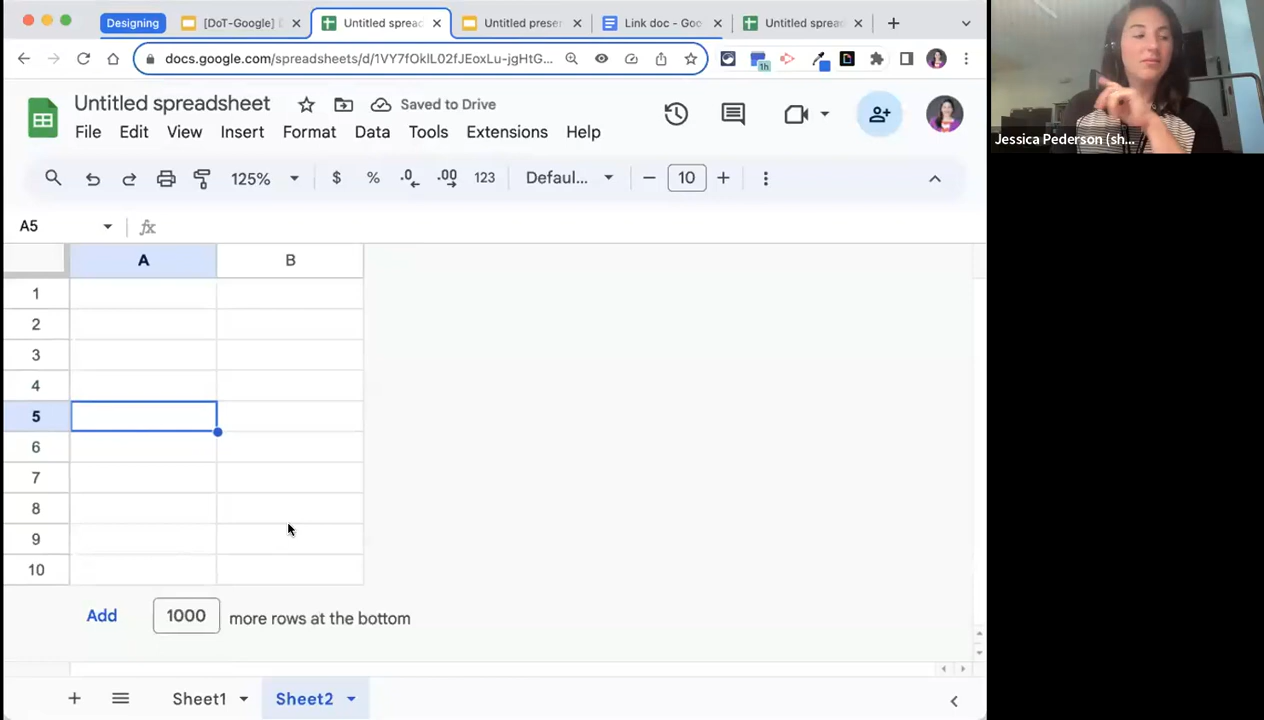 Designing
[DoT-Google] D
Untitled spread
Untitled preser
Link doc - Goo
Untitled spread
docs.google.com/spreadsheets/d/1VY7fOklL02fJEoxLu-jgHtG...
1h
Untitled spreadsheet
Saved to Drive
File Edit View Insert Format Data Tools Extensions Help
125% $ % .0 .00 123 Defaul... 10
A5 fx
A B
1
2
3
4
5
6
7
8
9
10
Add 1000 more rows at the bottom
Sheet1 Sheet2
Jessica Pederson (sh...